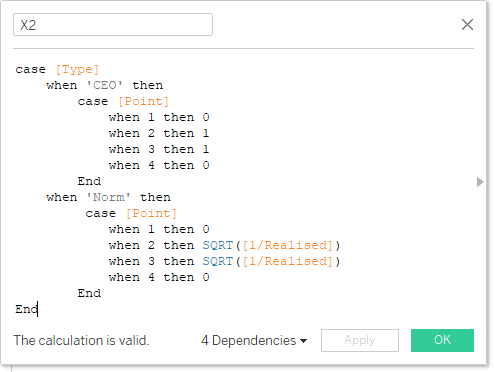 X2
case [Type]
    when 'CEO' then
        case [Point]
            when 1 then 0
            when 2 then 1
            when 3 then 1
            when 4 then 0
        End
    when 'Norm' then
         case [Point]
            when 1 then 0
            when 2 then SQRT([1/Realised])
            when 3 then SQRT([1/Realised])
            when 4 then 0
        End
End
The calculation is valid. 4 Dependencies Apply OK